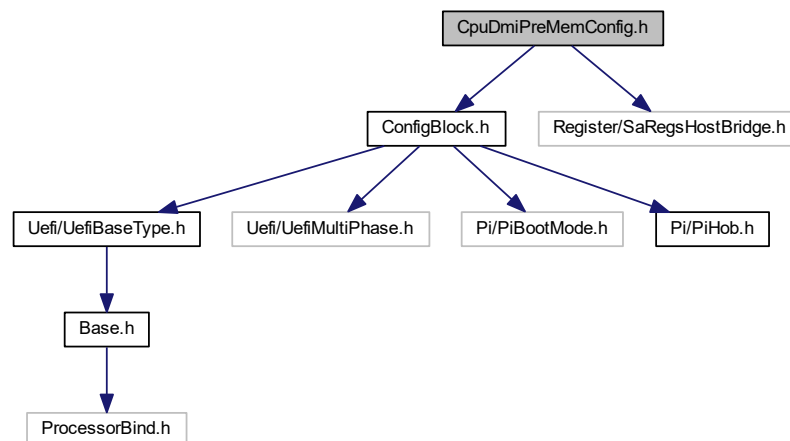 CpuDmiPreMemConfig.h
ConfigBlock.h
Register/SaRegsHostBridge.h
Uefi/UefiBaseType.h
Uefi/UefiMultiPhase.h
Pi/PiBootMode.h
Pi/PiHob.h
Base.h
ProcessorBind.h